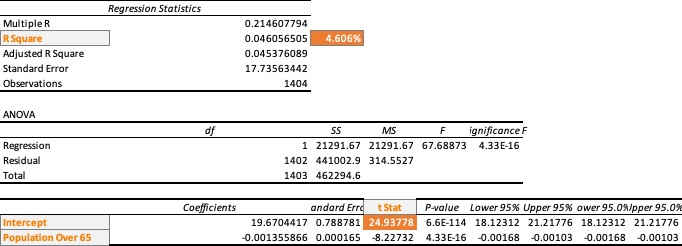 Regression Statistics
Multiple R 0.214607794
R Square 0.046056505 4.606%
Adjusted R Square 0.045376089
Standard Error 17.73563442
Observations 1404
ANOVA
df SS MS F ignificance F
Regression 1 21291.67 21291.67 67.68873 4.33E-16
Residual 1402 441002.9 314.5527
Total 1403 462294.6
Coefficients andard Erro t Stat P-value Lower 95% Upper 95% ower 95.0% Upper 95.0%
Intercept 19.6704417 0.788781 24.93778 6.6E-114 18.12312 21.21776 18.12312 21.21776
Population Over 65 -0.001355866 0.000165 -8.22732 4.33E-16 -0.00168 -0.00103 -0.00168 -0.00103